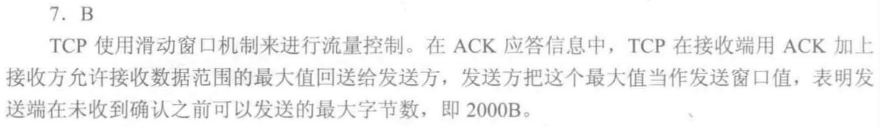 7．B
TCP 使用滑动窗口机制来进行流量控制。在 ACK 应答信息中，TCP 在接收端用 ACK 加上
接收方允许接收数据范围的最大值回送给发送方，发送方把这个最大值当作发送窗口值，表明发
送端在未收到确认之前可以发送的最大字节数，即 2000B。